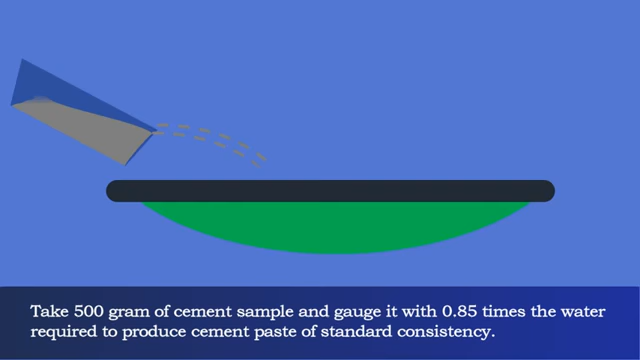 Take 500 gram of cement sample and gauge it with 0.85 times the water
required to produce cement paste of standard consistency.